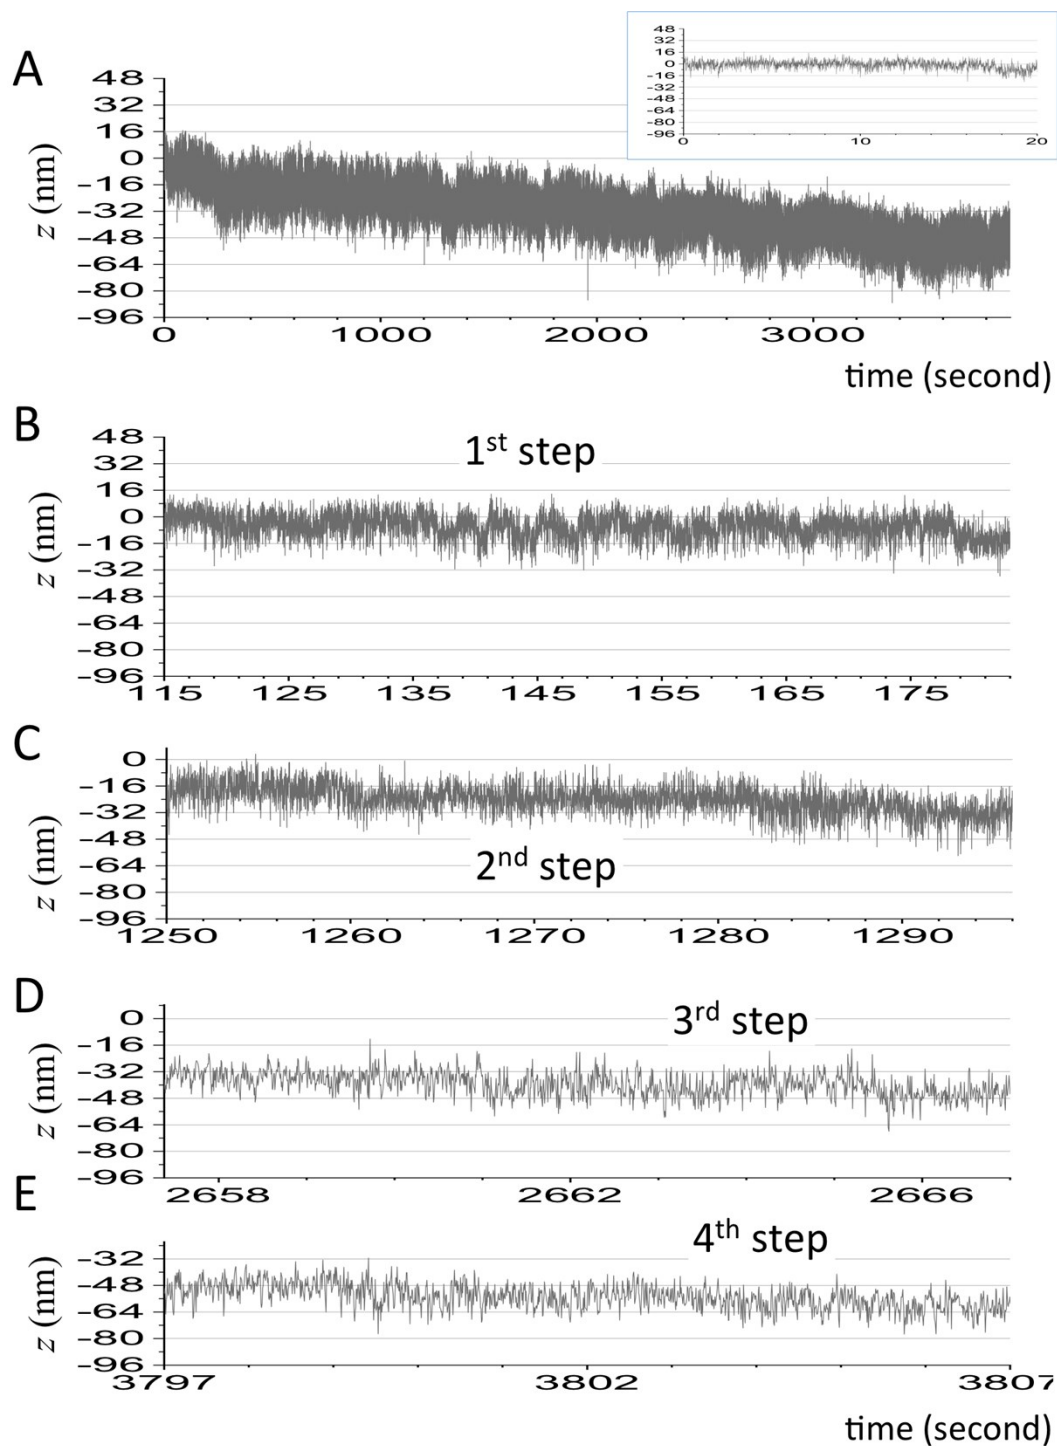 A
48
32
16
0
-16
-32
-48
-64
-80
-96
z (nm)
0 1000 2000 3000
time (second)
48
32
16
0
-16
-32
-48
-64
-80
-96
0 10 20
B
1st step
48
32
16
0
-16
-32
-48
-64
-80
-96
z (nm)
115 125 135 145 155 165 175
C
0
-16
-32
-48
-64
-80
-96
z (nm)
2nd step
1250 1260 1270 1280 1290
D
3rd step
0
-16
-32
-48
-64
-80
-96
z (nm)
2658 2662 2666
E
4th step
-32
-48
-64
-80
-96
z (nm)
3797 3802 3807
time (second)